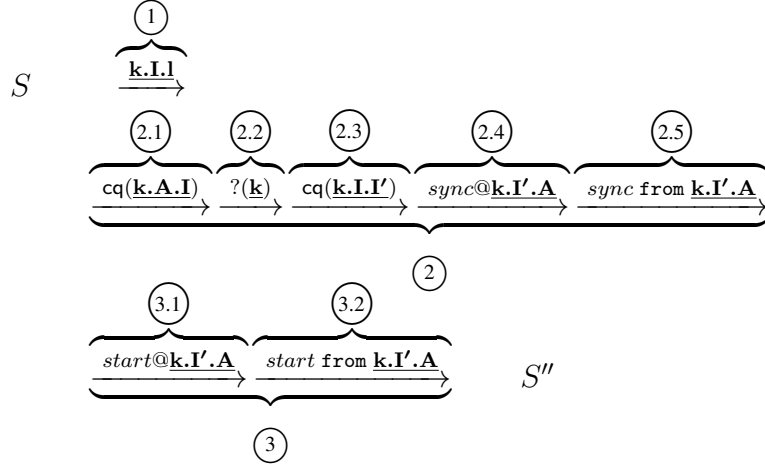 1
k.I.l
S
2.1 2.2 2.3 2.4 2.5
cq(k.A.I) ?(k) cq(k.I.I′) sync@k.I′.A sync from k.I′.A
2
3.1 3.2
start@k.I′.A start from k.I′.A S′′
3